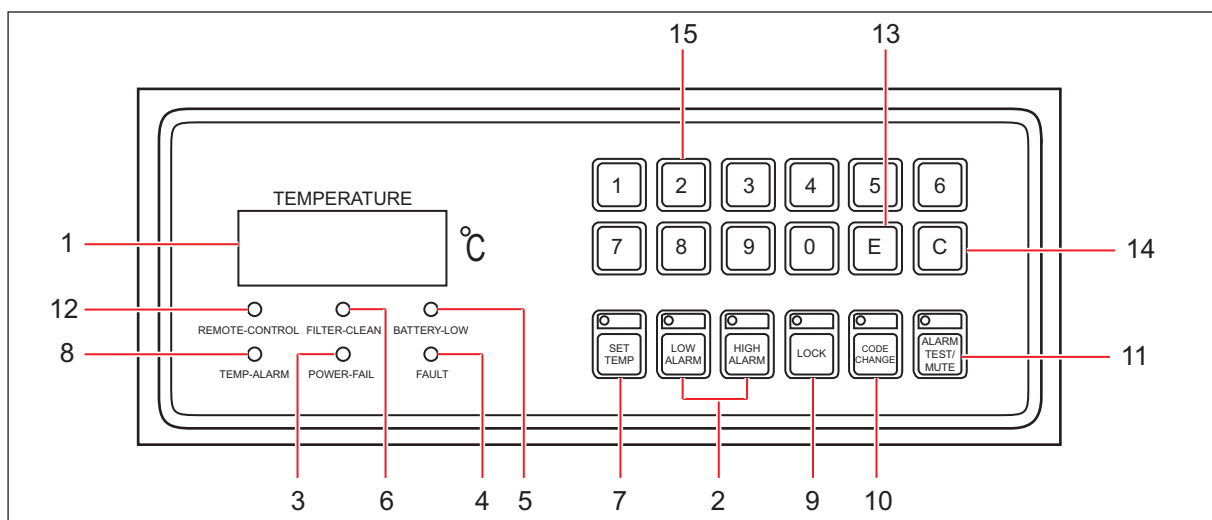 15
13
TEMPERATURE
1
°C
1 2 3 4 5 6
7 8 9 0 E C
14
12
REMOTE-CONTROL FILTER-CLEAN BATTERY-LOW
8
TEMP-ALARM POWER-FAIL FAULT
SET
TEMP
LOW
ALARM
HIGH
ALARM
LOCK
CODE
CHANGE
ALARM
TEST/
MUTE
11
3 6 4 5 7 2 9 10